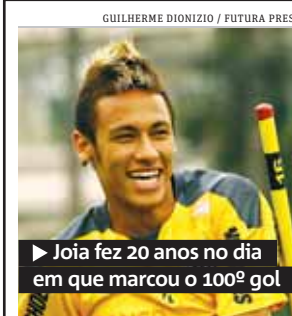 GUILHERME DIONIZIO / FUTURA PRES
▶ Joia fez 20 anos no dia
em que marcou o 100º gol